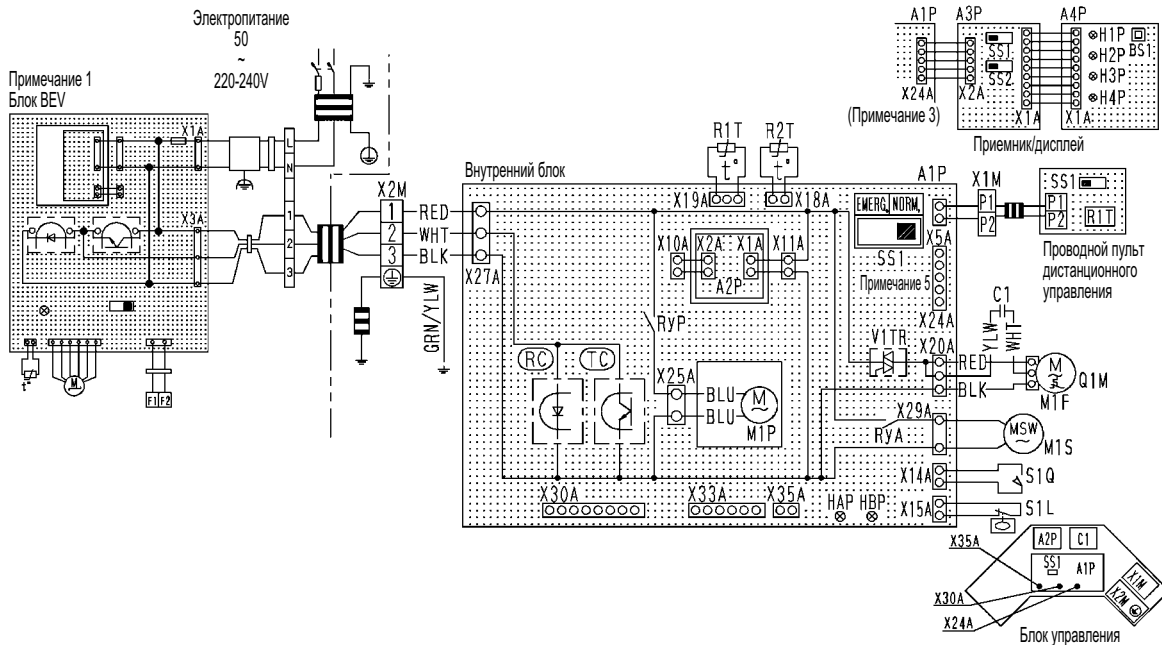 Электропитание
50
~
220-240V
Примечание 1
Блок BEV
X1A
L
N
X3A
1
2
3
t°
M
F1 F2
X2M
1
2
3
RED
WHT
BLK
GRN/YLW
Внутренний блок
A1P
X27A
R1T
t°
R2T
t°
X19A
X18A
X10A
X2A
X1A
X11A
A2P
EMERG.
NORM.
SS1
Примечание 5
X5A
X24A
RyP
RC
TC
X25A
BLU
BLU
M
~
M1P
V1TR
X20A
RED
BLK
YLW
C1
WHT
M
Q1M
M1F
X29A
RyA
MSW
~
M1S
X14A
S1Q
X15A
S1L
X30A
X33A
X35A
HAP
HBP
A1P
A3P
A4P
X24A
SS1
SS2
X2A
X1A
X1A
H1P
H2P
H3P
H4P
BS1
(Примечание 3)
Приемник/дисплей
X1M
P1
P2
SS1
P1
P2
R1T
Проводной пульт
дистанционного
управления
X35A
X30A
X24A
A2P
C1
SS1
A1P
X1M
X2M
Блок управления